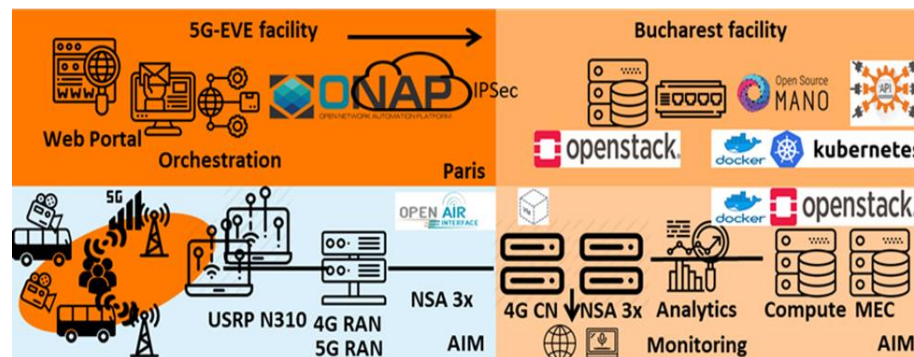 5G-EVE facility
Web Portal
WWW
Orchestration
ONAP
OPEN NETWORK AUTOMATION PLATFORM
IPSec
Paris
Bucharest facility
Open Source
MANO
API
openstack.
docker
kubernetes
5G
USRP N310
4G RAN
5G RAN
OPEN AIR
INTERFACE
NSA 3x
AIM
4G CN
NSA 3x
Analytics
Monitoring
docker
openstack.
Compute MEC
AIM